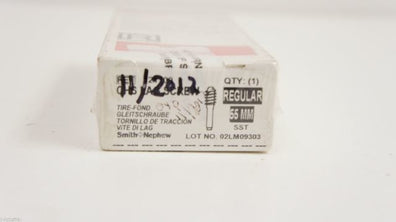 11/2012
QTY: (1)
REGULAR
TIRE-FOND
55 MM
GLEITSCHRAUBE
TORNILLO DE TRACCION
VITE DI LAG
SST
Smith+Nephew
LOT NO. 02LM09303